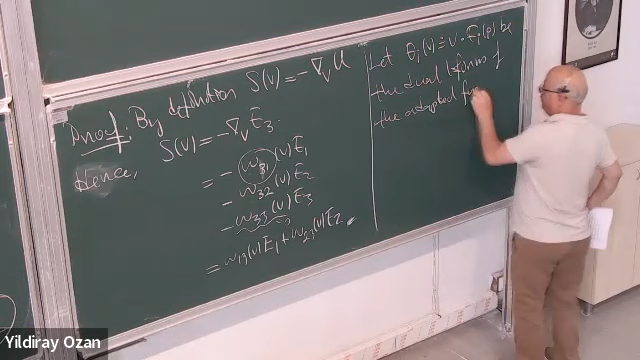 Proof: By definition S(v) = -∇_v U
S(v) = -∇_v E_3.
Hence,
= -ω_31(v) E_1
- ω_32(v) E_2
- ω_33(v) E_3
= ω_13(v) E_1 + ω_23(v) E_2.
Let θ_i(v) = v · E_i(p) be
the dual 1-forms of
the adapted
Yildiray Ozan